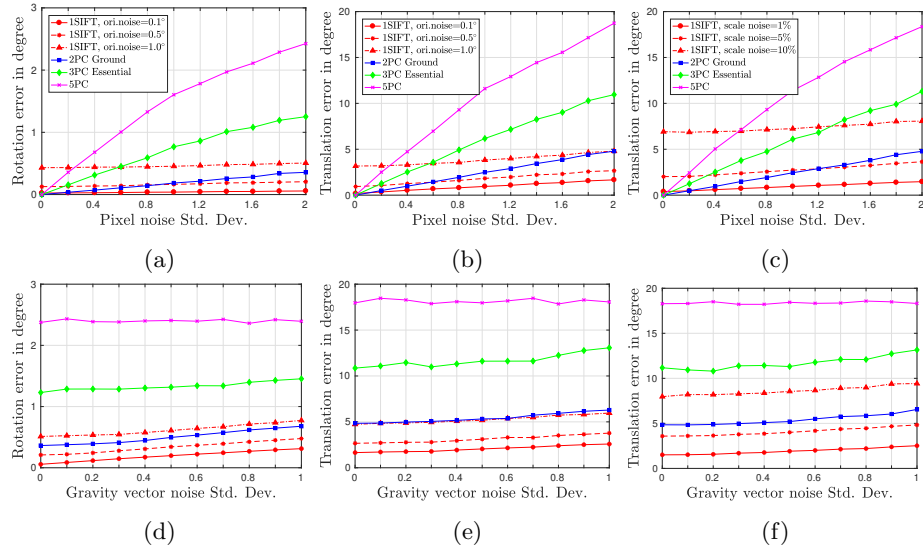 Rotation error in degree
3
2
1
0
1SIFT, ori.noise=0.1°
1SIFT, ori.noise=0.5°
1SIFT, ori.noise=1.0°
2PC Ground
3PC Essential
5PC
0 0.4 0.8 1.2 1.6 2
Pixel noise Std. Dev.
(a)
Translation error in degree
20
15
10
5
0
1SIFT, ori.noise=0.1°
1SIFT, ori.noise=0.5°
1SIFT, ori.noise=1.0°
2PC Ground
3PC Essential
5PC
0 0.4 0.8 1.2 1.6 2
Pixel noise Std. Dev.
(b)
Translation error in degree
20
15
10
5
0
1SIFT, scale noise=1%
1SIFT, scale noise=5%
1SIFT, scale noise=10%
2PC Ground
3PC Essential
5PC
0 0.4 0.8 1.2 1.6 2
Pixel noise Std. Dev.
(c)
Rotation error in degree
3
2
1
0
0 0.2 0.4 0.6 0.8 1
Gravity vector noise Std. Dev.
(d)
Translation error in degree
20
15
10
5
0
0 0.2 0.4 0.6 0.8 1
Gravity vector noise Std. Dev.
(e)
Translation error in degree
20
15
10
5
0
0 0.2 0.4 0.6 0.8 1
Gravity vector noise Std. Dev.
(f)